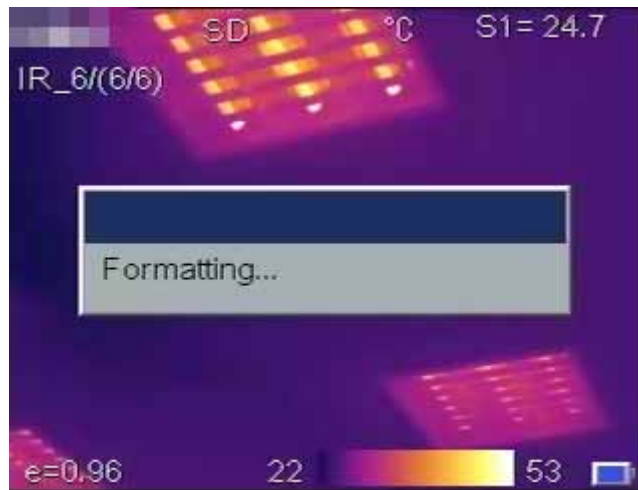 SD °C S1= 24.7
IR_6/(6/6)
Formatting...
e=0.96 22 53